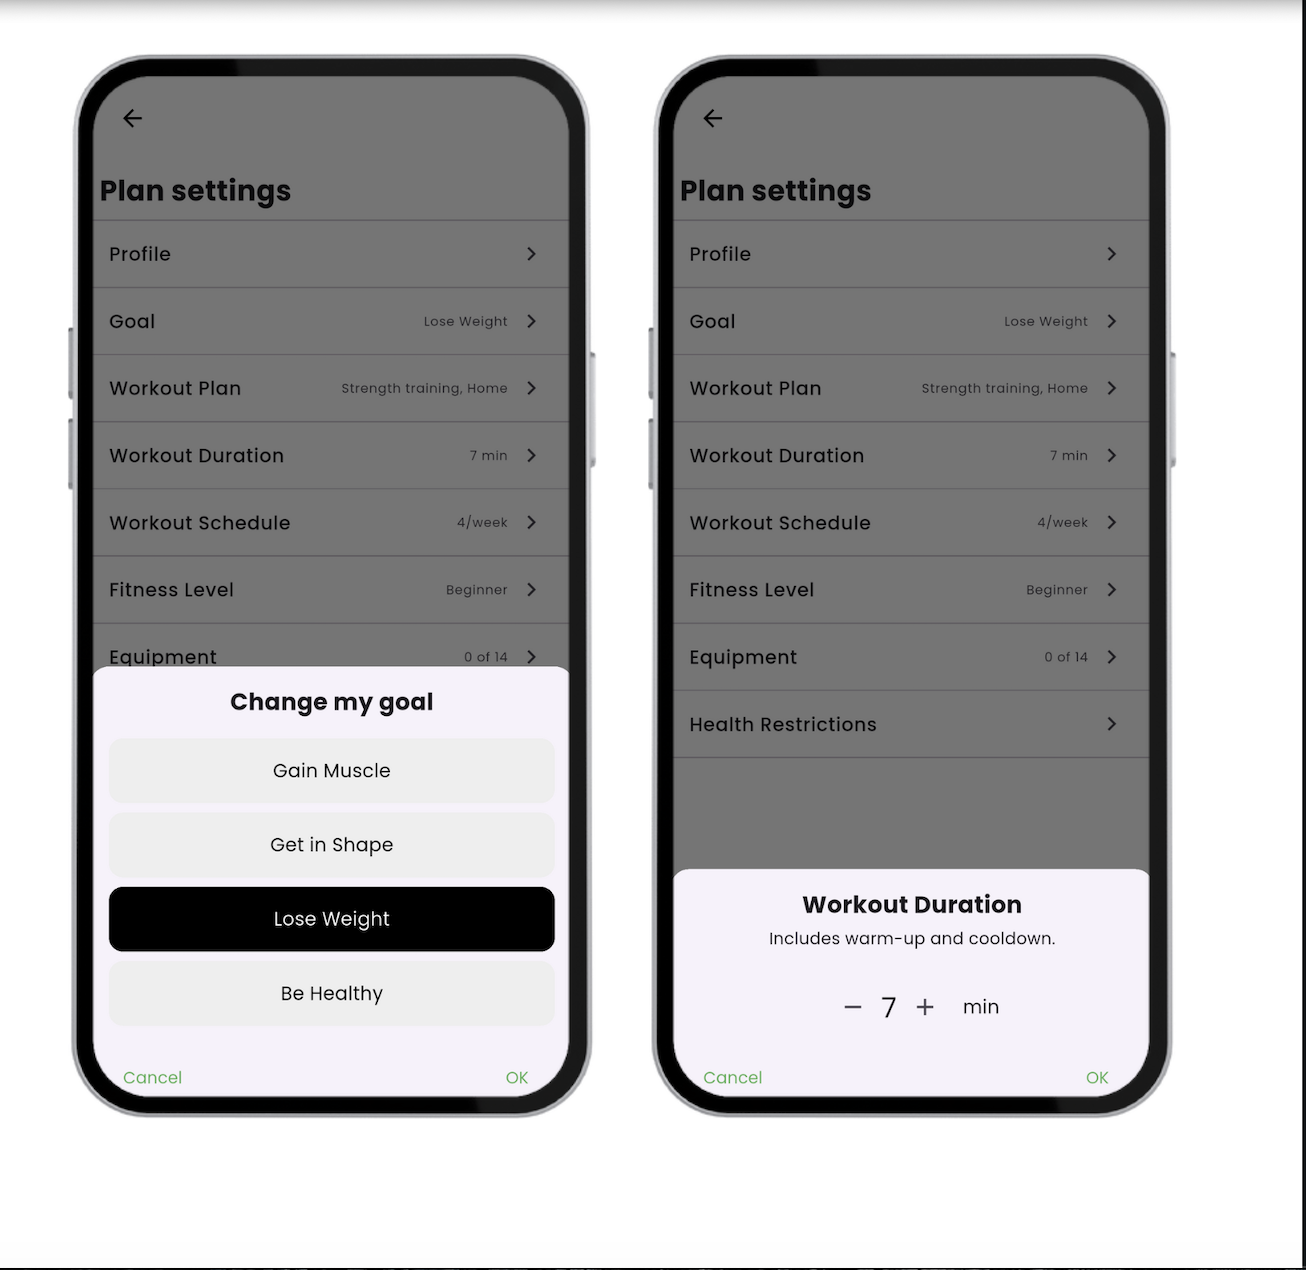 Plan settings
Profile
Goal Lose Weight
Workout Plan Strength training, Home
Workout Duration 7 min
Workout Schedule 4/week
Fitness Level Beginner
Equipment 0 of 14
Change my goal
Gain Muscle
Get in Shape
Lose Weight
Be Healthy
Cancel OK
Plan settings
Profile
Goal Lose Weight
Workout Plan Strength training, Home
Workout Duration 7 min
Workout Schedule 4/week
Fitness Level Beginner
Equipment 0 of 14
Health Restrictions
Workout Duration
Includes warm-up and cooldown.
− 7 + min
Cancel OK